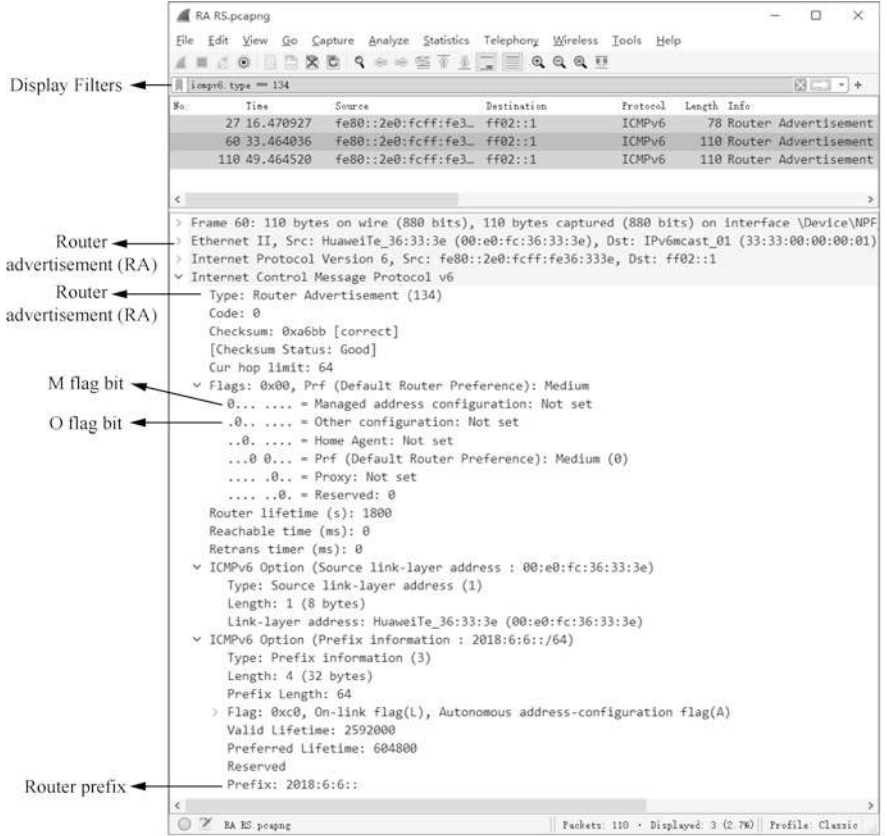 RA RS.pcapng
File Edit View Go Capture Analyze Statistics Telephony Wireless Tools Help
Display Filters
icmpv6.type == 134
No. Time Source Destination Protocol Length Info
27 16.470927 fe80::2e0:fcff:fe3… ff02::1 ICMPv6 78 Router Advertisement
60 33.464036 fe80::2e0:fcff:fe3… ff02::1 ICMPv6 110 Router Advertisement
110 49.464520 fe80::2e0:fcff:fe3… ff02::1 ICMPv6 110 Router Advertisement
Frame 60: 110 bytes on wire (880 bits), 110 bytes captured (880 bits) on interface \Device\NPF
Router advertisement (RA)
Ethernet II, Src: HuaweiTe_36:33:3e (00:e0:fc:36:33:3e), Dst: IPv6mcast_01 (33:33:00:00:00:01)
Internet Protocol Version 6, Src: fe80::2e0:fcff:fe36:333e, Dst: ff02::1
Internet Control Message Protocol v6
Router advertisement (RA)
Type: Router Advertisement (134)
Code: 0
Checksum: 0xa6bb [correct]
[Checksum Status: Good]
Cur hop limit: 64
Flags: 0x00, Prf (Default Router Preference): Medium
M flag bit
0... .... = Managed address configuration: Not set
O flag bit
.0.. .... = Other configuration: Not set
..0. .... = Home Agent: Not set
...0 0... = Prf (Default Router Preference): Medium (0)
.... .0.. = Proxy: Not set
.... ..0. = Reserved: 0
Router lifetime (s): 1800
Reachable time (ms): 0
Retrans timer (ms): 0
ICMPv6 Option (Source link-layer address : 00:e0:fc:36:33:3e)
Type: Source link-layer address (1)
Length: 1 (8 bytes)
Link-layer address: HuaweiTe_36:33:3e (00:e0:fc:36:33:3e)
ICMPv6 Option (Prefix information : 2018:6:6::/64)
Type: Prefix information (3)
Length: 4 (32 bytes)
Prefix Length: 64
Flag: 0xc0, On-link flag(L), Autonomous address-configuration flag(A)
Valid Lifetime: 2592000
Preferred Lifetime: 604800
Reserved
Router prefix
Prefix: 2018:6:6::
RA RS.pcapng Packets: 110 · Displayed: 3 (2.7%) Profile: Classic